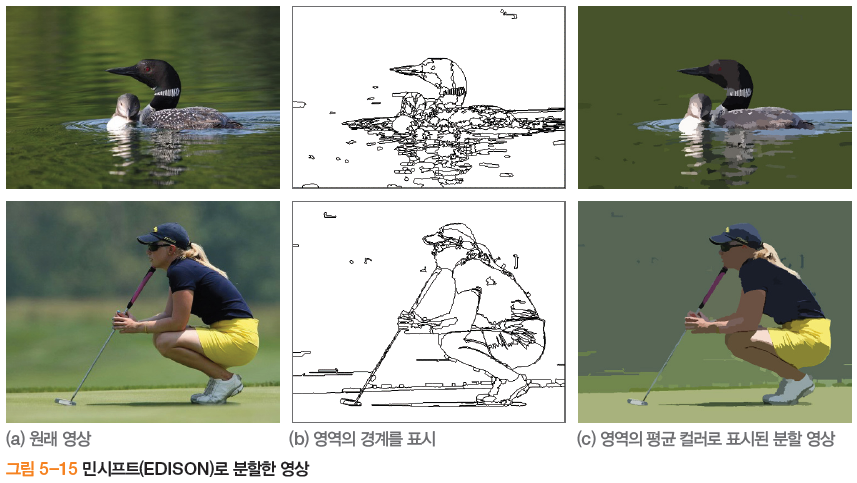 (a) 원래 영상
(b) 영역의 경계를 표시
(c) 영역의 평균 컬러로 표시된 분할 영상
그림 5-15 민시프트(EDISON)로 분할한 영상